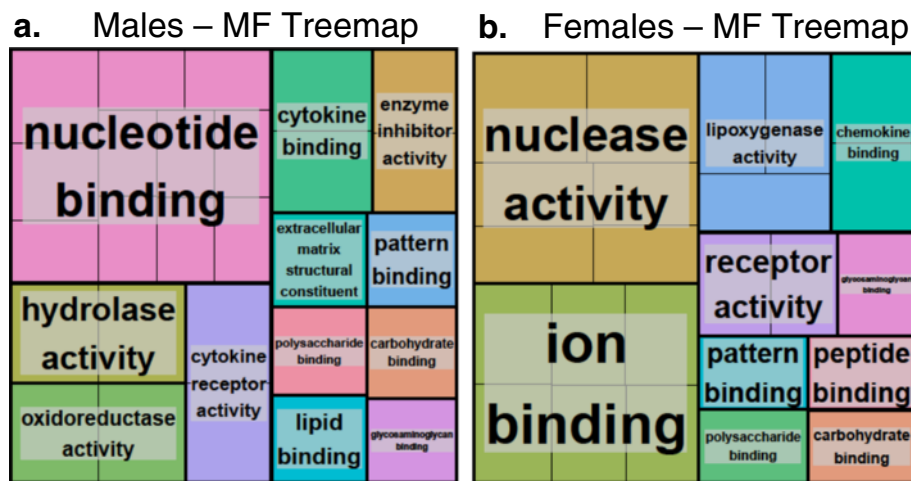 a. Males – MF Treemap
nucleotide
binding
cytokine
binding
enzyme
inhibitor
activity
extracellular
matrix
structural
constituent
pattern
binding
hydrolase
activity
cytokine
receptor
activity
polysaccharide
binding
carbohydrate
binding
oxidoreductase
activity
lipid
binding
glycosaminoglycan
binding
b. Females – MF Treemap
nuclease
activity
lipoxygenase
activity
chemokine
binding
receptor
activity
glycosaminoglycan
binding
ion
binding
pattern
binding
peptide
binding
polysaccharide
binding
carbohydrate
binding